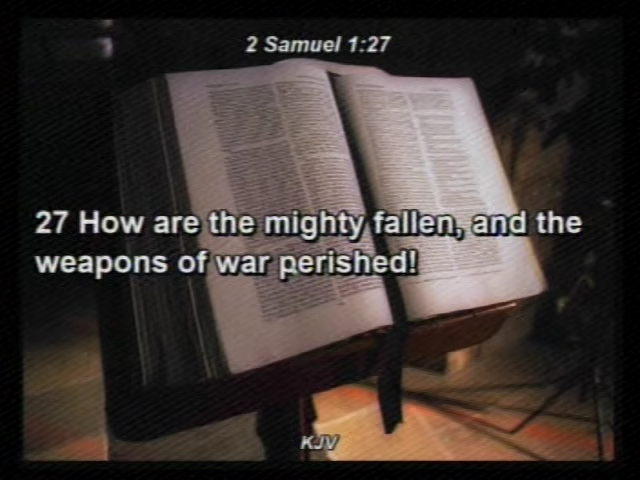 2 Samuel 1:27
27 How are the mighty fallen, and the
weapons of war perished!
KJV